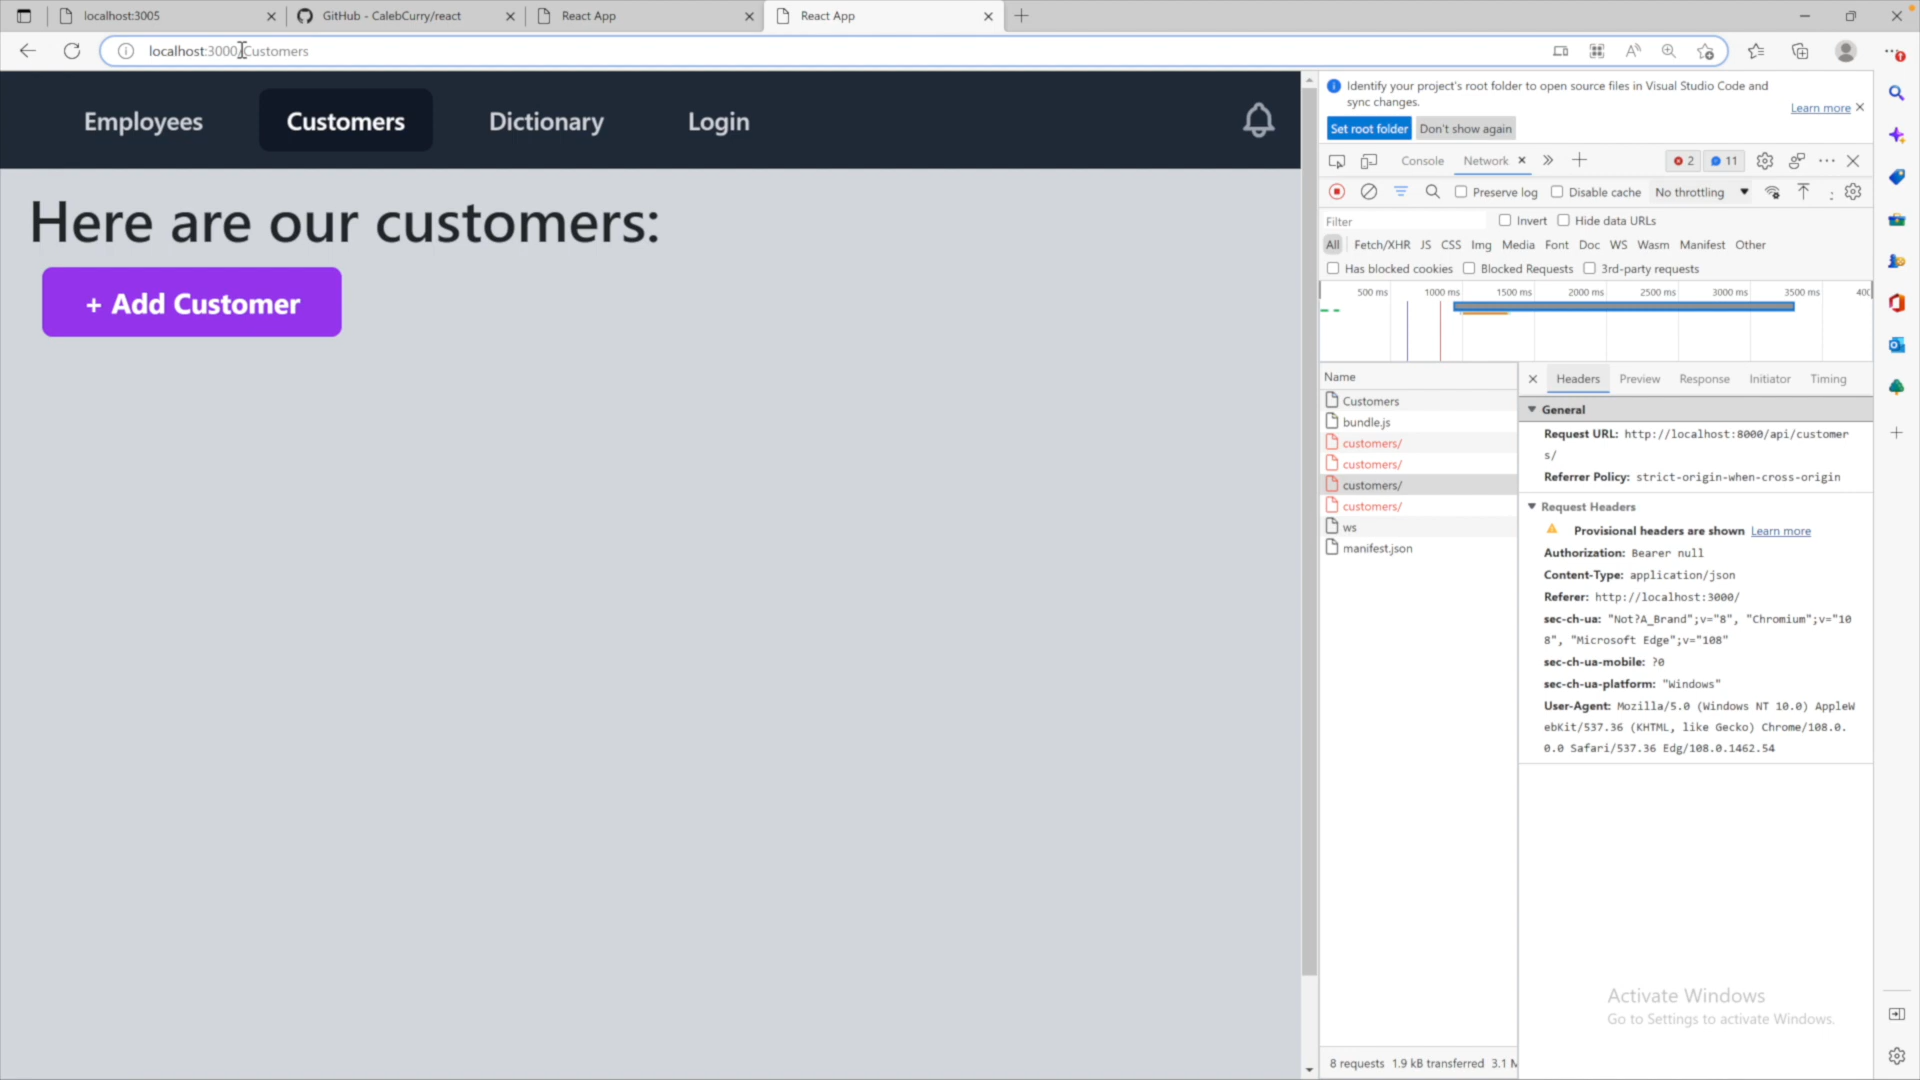 localhost:3005
GitHub - CalebCurry/react
React App
React App
localhost:3000/Customers
Employees
Customers
Dictionary
Login
Here are our customers:
+ Add Customer
Identify your project's root folder to open source files in Visual Studio Code and
sync changes.
Learn more
Set root folder
Don't show again
Console
Network
2
11
Preserve log
Disable cache
No throttling
Filter
Invert
Hide data URLs
All
Fetch/XHR
JS
CSS
Img
Media
Font
Doc
WS
Wasm
Manifest
Other
Has blocked cookies
Blocked Requests
3rd-party requests
500 ms
1000 ms
1500 ms
2000 ms
2500 ms
3000 ms
3500 ms
400
Name
Customers
bundle.js
customers/
customers/
customers/
customers/
ws
manifest.json
Headers
Preview
Response
Initiator
Timing
General
Request URL: http://localhost:8000/api/customer
s/
Referrer Policy: strict-origin-when-cross-origin
Request Headers
Provisional headers are shown Learn more
Authorization: Bearer null
Content-Type: application/json
Referer: http://localhost:3000/
sec-ch-ua: "Not?A_Brand";v="8", "Chromium";v="10
8", "Microsoft Edge";v="108"
sec-ch-ua-mobile: ?0
sec-ch-ua-platform: "Windows"
User-Agent: Mozilla/5.0 (Windows NT 10.0) AppleW
ebKit/537.36 (KHTML, like Gecko) Chrome/108.0.
0.0 Safari/537.36 Edg/108.0.1462.54
Activate Windows
Go to Settings to activate Windows.
8 requests 1.9 kB transferred 3.1 M